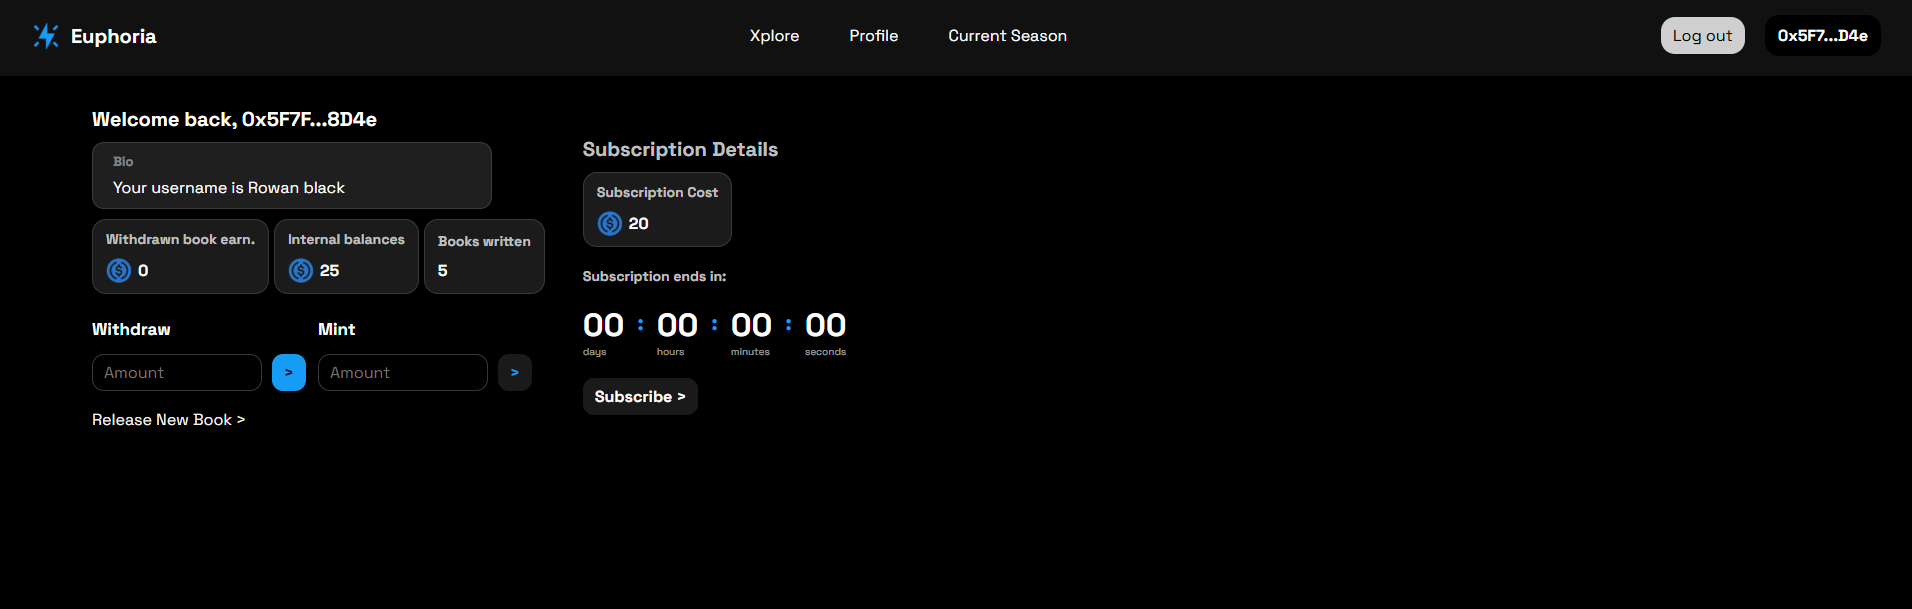 Euphoria
Xplore
Profile
Current Season
Log out
0x5F7...D4e
Welcome back, 0x5F7F...8D4e
Bio
Your username is Rowan black
Withdrawn book earn.
0
Internal balances
25
Books written
5
Withdraw
Mint
Amount
>
Amount
>
Release New Book >
Subscription Details
Subscription Cost
20
Subscription ends in:
00 : 00 : 00 : 00
days hours minutes seconds
Subscribe >